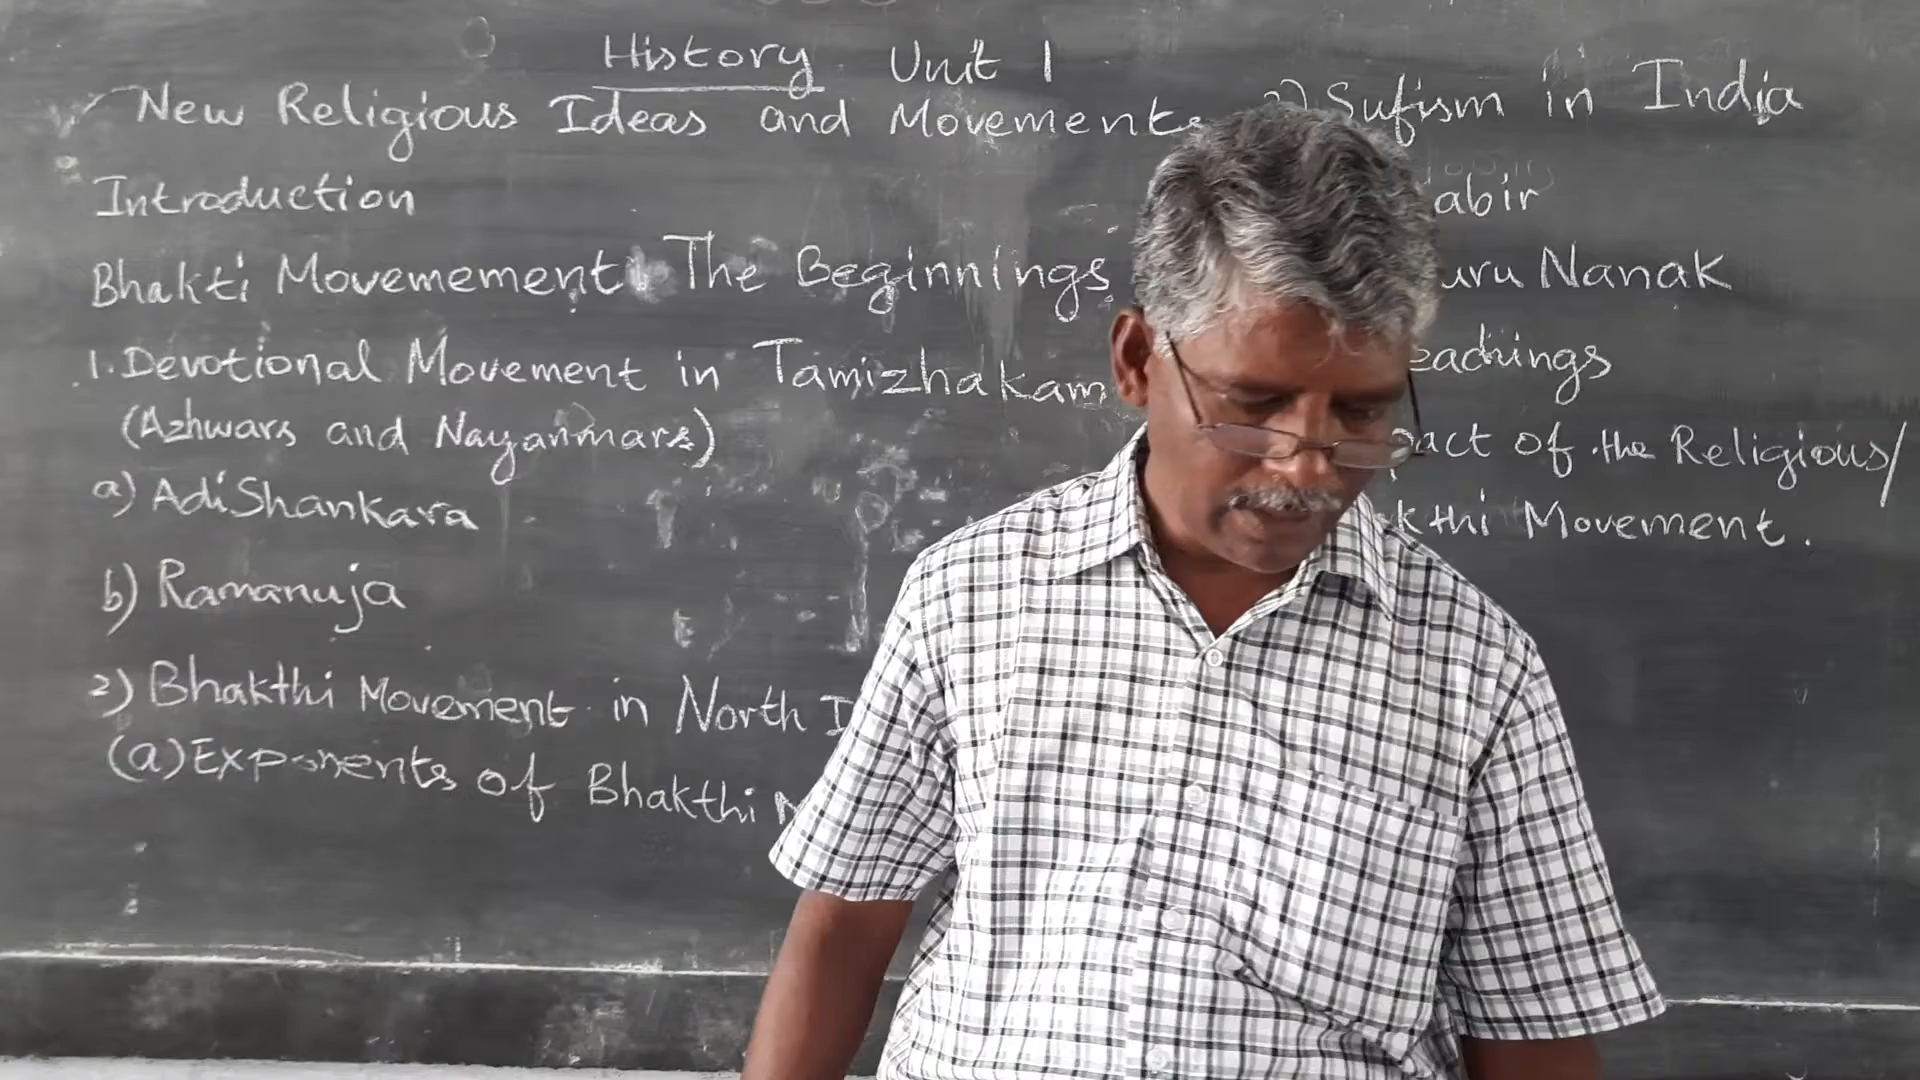 History Unit 1
New Religious Ideas and Movements
Introduction
Bhakti Movemement: The Beginnings
1. Devotional Movement in Tamizhakam
(Azhwars and Nayanmars)
a) AdiShankara
b) Ramanuja
2) Bhakthi Movement in North I
(a) Exponents of Bhakthi
Sufism in India
abir
uru Nanak
eachings
pact of the Religious/
kthi Movement.